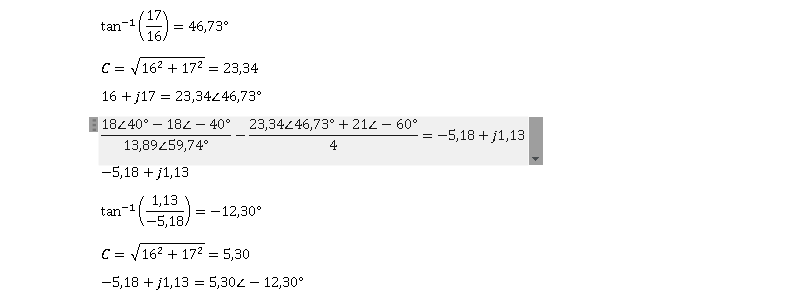 tan⁻¹(17/16) = 46,73°
C = √(16² + 17²) = 23,34
16 + j17 = 23,34∠46,73°
(18∠40° − 18∠ − 40°)/(13,89∠59,74°) − (23,34∠46,73° + 21∠ − 60°)/4 = −5,18 + j1,13
−5,18 + j1,13
tan⁻¹(1,13/−5,18) = −12,30°
C = √(16² + 17²) = 5,30
−5,18 + j1,13 = 5,30∠ − 12,30°